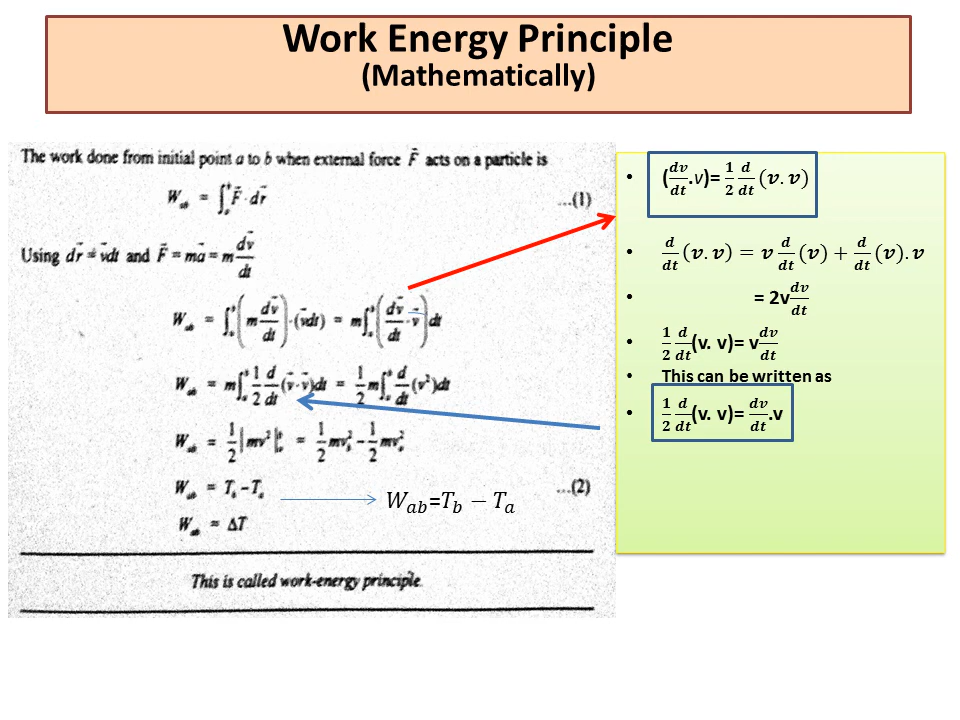 Work Energy Principle
(Mathematically)
The work done from initial point a to b when external force F⃗ acts on a particle is
W_ab = ∫_a^b F⃗ · dr⃗ ...(1)
Using dr⃗ = v⃗dt and F⃗ = ma⃗ = m dv⃗/dt
W_ab = ∫_a^b (m dv⃗/dt) · (v⃗dt) = m∫_a^b (dv⃗/dt · v⃗) dt
W_ab = m∫_a^b 1/2 d/dt (v⃗ · v⃗)dt = 1/2 m∫_a^b d/dt (v²)dt
W_ab = 1/2 |mv²|_a^b = 1/2 mv_b² − 1/2 mv_a²
W_ab = T_b − T_a ...(2)
W_ab=T_b − T_a
W_ab = ΔT
This is called work-energy principle.
• (dv/dt.v)= 1/2 d/dt (v.v)
• d/dt (v.v) = v d/dt (v) + d/dt (v).v
• = 2v dv/dt
• 1/2 d/dt (v. v)= v dv/dt
• This can be written as
• 1/2 d/dt (v. v)= dv/dt.v